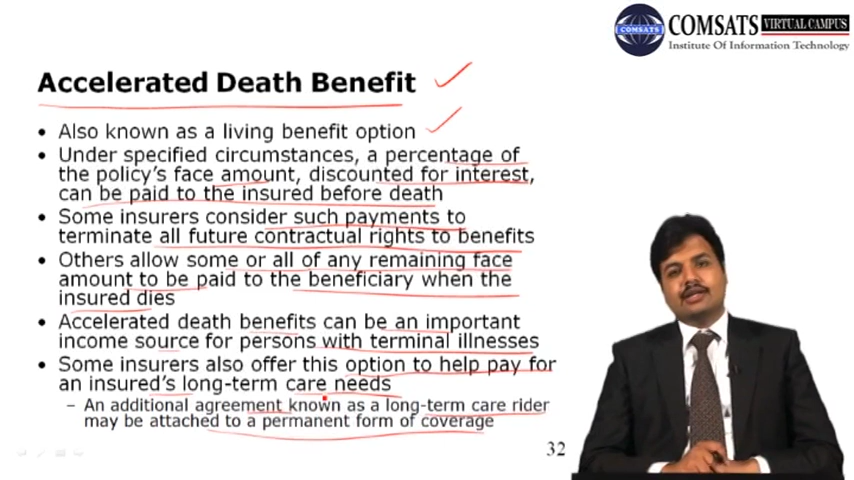 COMSATS VIRTUAL CAMPUS
COMSATS
Institute Of Information Technology
Accelerated Death Benefit
• Also known as a living benefit option
• Under specified circumstances, a percentage of
the policy's face amount, discounted for interest,
can be paid to the insured before death
• Some insurers consider such payments to
terminate all future contractual rights to benefits
• Others allow some or all of any remaining face
amount to be paid to the beneficiary when the
insured dies
• Accelerated death benefits can be an important
income source for persons with terminal illnesses
• Some insurers also offer this option to help pay for
an insured's long-term care needs
– An additional agreement known as a long-term care rider
may be attached to a permanent form of coverage
32